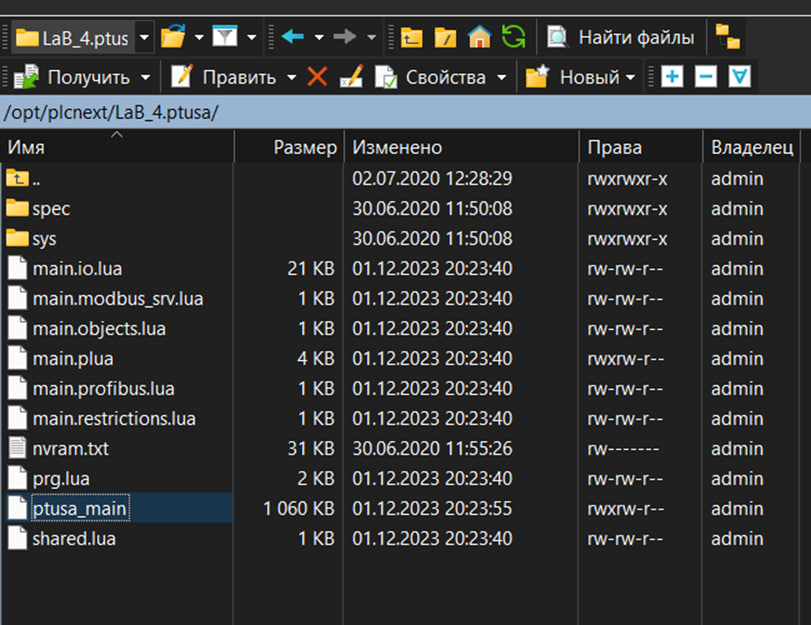 LaB_4.ptus Найти файлы
Получить Править Свойства Новый
/opt/plcnext/LaB_4.ptusa/
Имя Размер Изменено Права Владелец
.. 02.07.2020 12:28:29 rwxrwxr-x admin
spec 30.06.2020 11:50:08 rwxrwxr-x admin
sys 30.06.2020 11:50:08 rwxrwxr-x admin
main.io.lua 21 KB 01.12.2023 20:23:40 rw-rw-r-- admin
main.modbus_srv.lua 1 KB 01.12.2023 20:23:40 rw-rw-r-- admin
main.objects.lua 1 KB 01.12.2023 20:23:40 rw-rw-r-- admin
main.plua 4 KB 01.12.2023 20:23:40 rwxrw-r-- admin
main.profibus.lua 1 KB 01.12.2023 20:23:40 rw-rw-r-- admin
main.restrictions.lua 1 KB 01.12.2023 20:23:40 rw-rw-r-- admin
nvram.txt 31 KB 30.06.2020 11:55:26 rw------- admin
prg.lua 2 KB 01.12.2023 20:23:40 rw-rw-r-- admin
ptusa_main 1 060 KB 01.12.2023 20:23:55 rwxrw-r-- admin
shared.lua 1 KB 01.12.2023 20:23:40 rw-rw-r-- admin